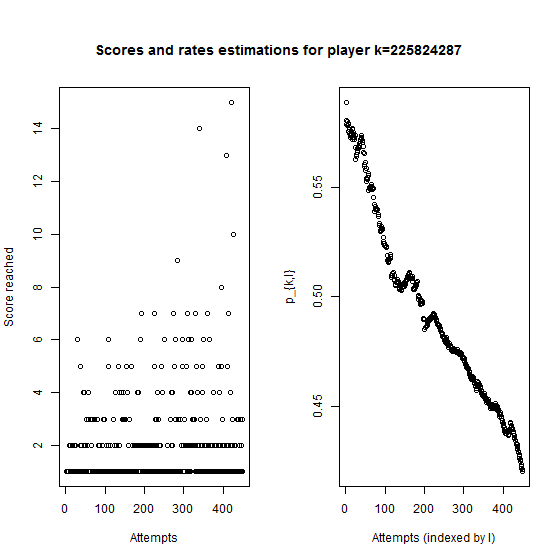 Scores and rates estimations for player k=225824287
Score reached
14
12
10
8
6
4
2
0 100 200 300 400
Attempts
p_{k,l}
0.55
0.50
0.45
0 100 200 300 400
Attempts (indexed by l)